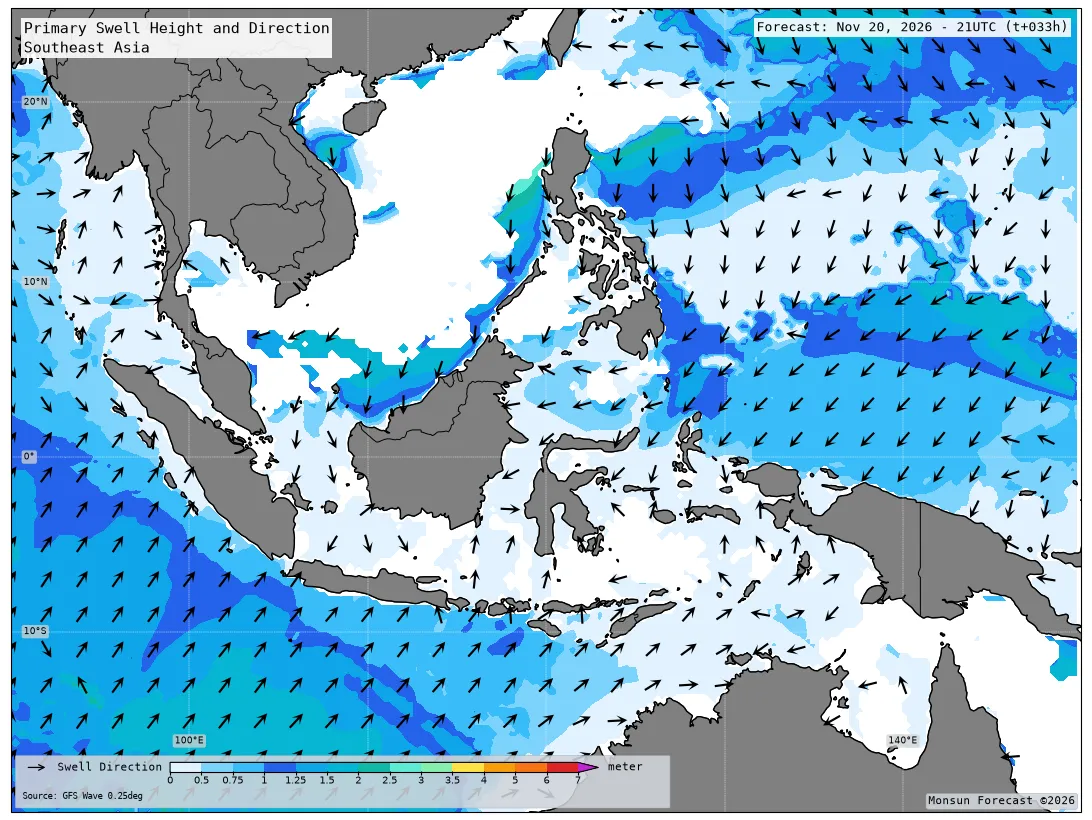 Primary Swell Height and Direction
Southeast Asia
Forecast: Nov 20, 2026 - 21UTC (t+033h)
20°N
10°N
0°
10°S
100°E
140°E
Swell Direction
meter
0 0.5 0.75 1 1.25 1.5 2 2.5 3 3.5 4 5 6 7
Source: GFS Wave 0.25deg
Monsun Forecast ©2026